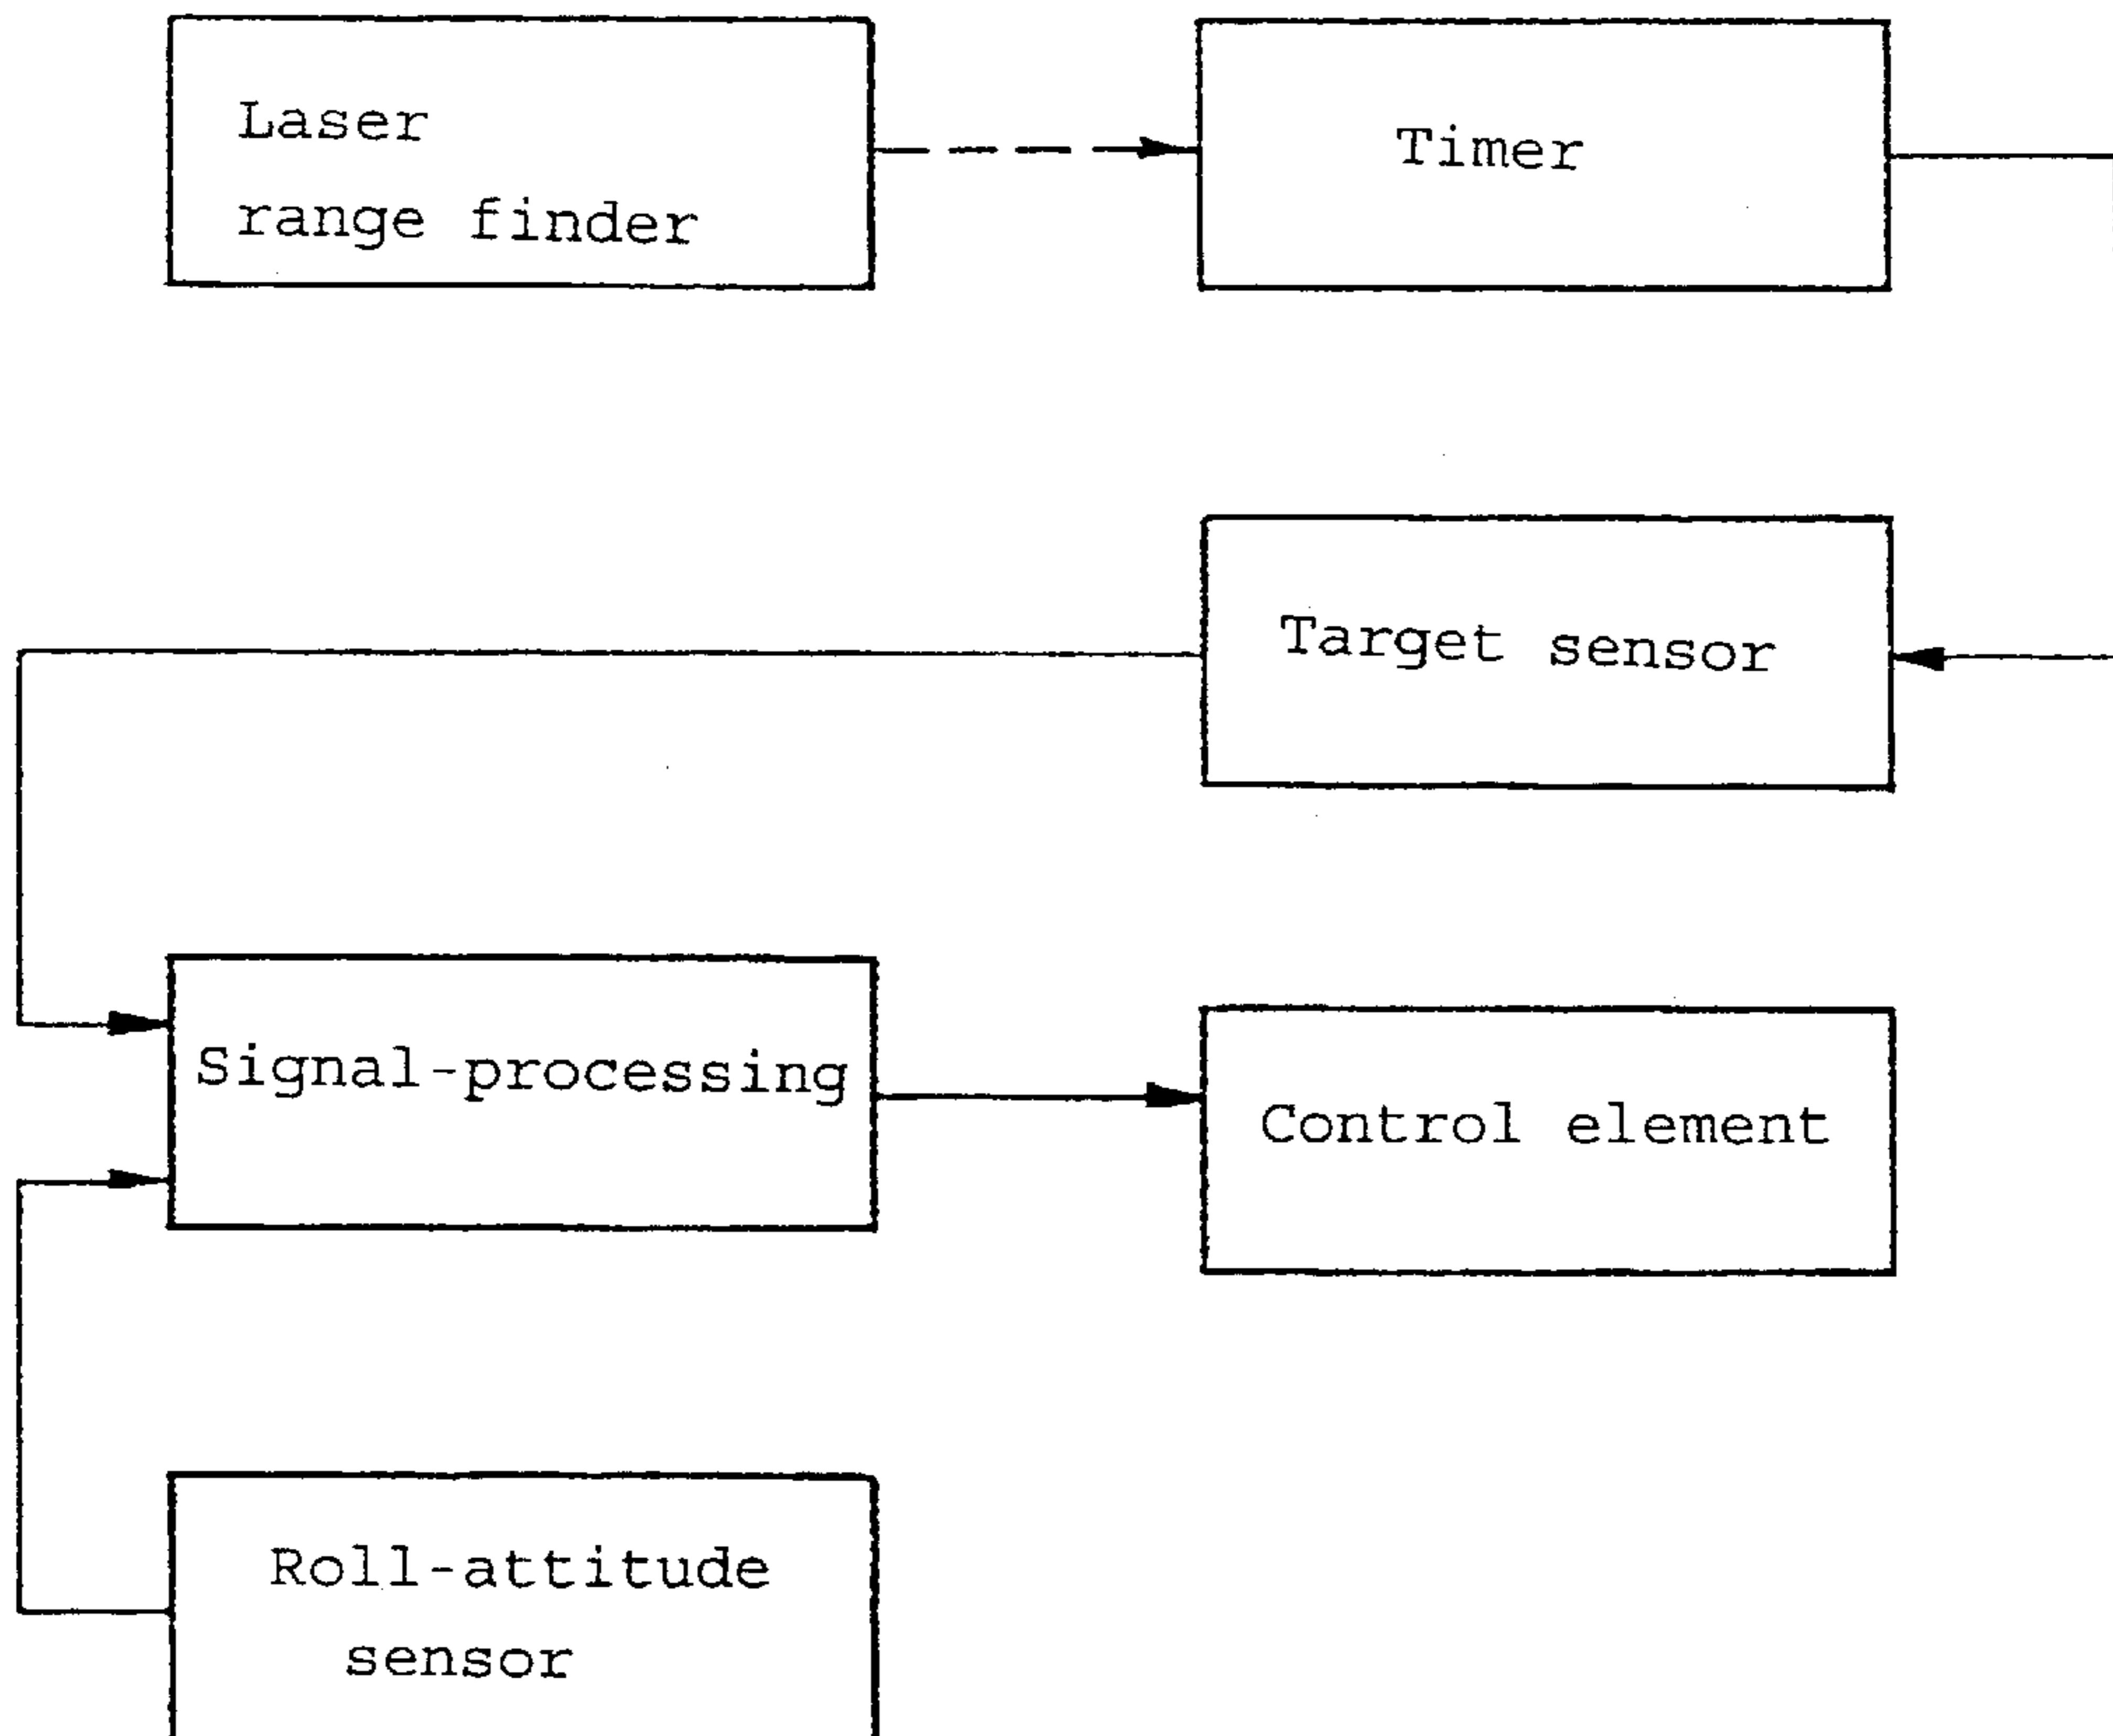 Laser
range finder
Timer
Target sensor
Signal-processing
Control element
Roll-attitude
sensor